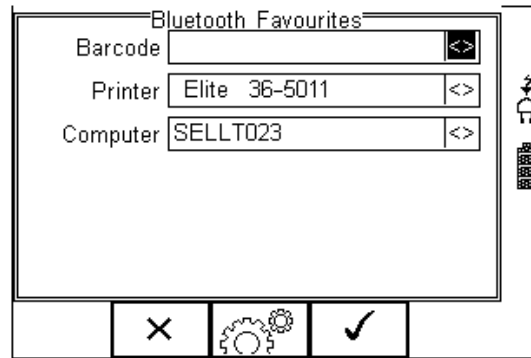 Bluetooth Favourites
Barcode <>
Printer Elite 36-5011 <>
Computer SELLT023 <>